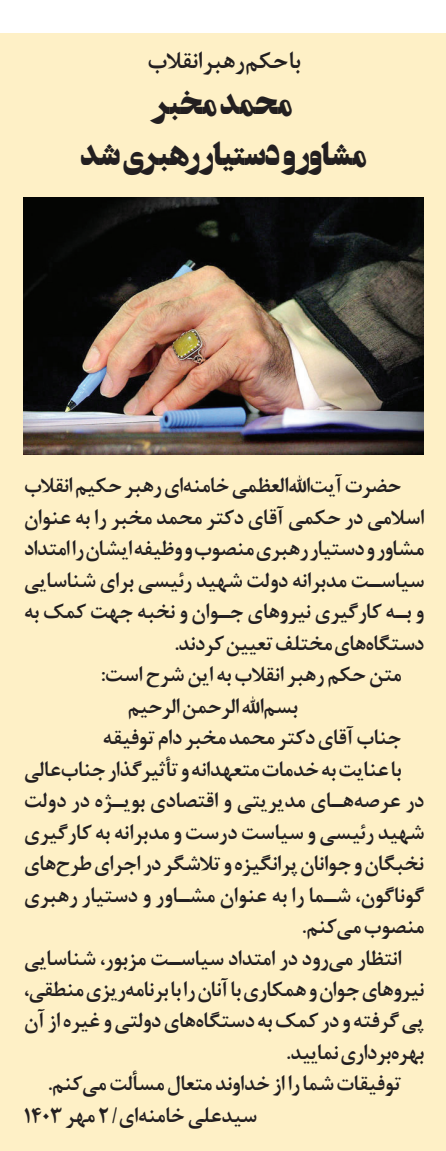 با حکم رهبر انقلاب
محمد مخبر
مشاور و دستیار رهبری شد
حضرت آیت‌الله‌العظمی خامنه‌ای رهبر حکیم انقلاب
اسلامی در حکمی آقای دکتر محمد مخبر را به عنوان
مشاور و دستیار رهبری منصوب و وظیفه ایشان را امتداد
سیاست مدبرانه دولت شهید رئیسی برای شناسایی
و به کارگیری نیروهای جوان و نخبه جهت کمک به
دستگاه‌های مختلف تعیین کردند.
متن حکم رهبر انقلاب به این شرح است:
بسم‌الله الرحمن الرحیم
جناب آقای دکتر محمد مخبر دام توفیقه
با عنایت به خدمات متعهدانه و تأثیرگذار جناب‌عالی
در عرصه‌های مدیریتی و اقتصادی بویژه در دولت
شهید رئیسی و سیاست درست و مدبرانه به کارگیری
نخبگان و جوانان پرانگیزه و تلاشگر در اجرای طرح‌های
گوناگون، شما را به عنوان مشاور و دستیار رهبری
منصوب می‌کنم.
انتظار می‌رود در امتداد سیاست مزبور، شناسایی
نیروهای جوان و همکاری با آنان را با برنامه‌ریزی منطقی،
پی گرفته و در کمک به دستگاه‌های دولتی و غیره از آن
بهره‌برداری نمایید.
توفیقات شما را از خداوند متعال مسألت می‌کنم.
سیدعلی خامنه‌ای / ۲ مهر ۱۴۰۳